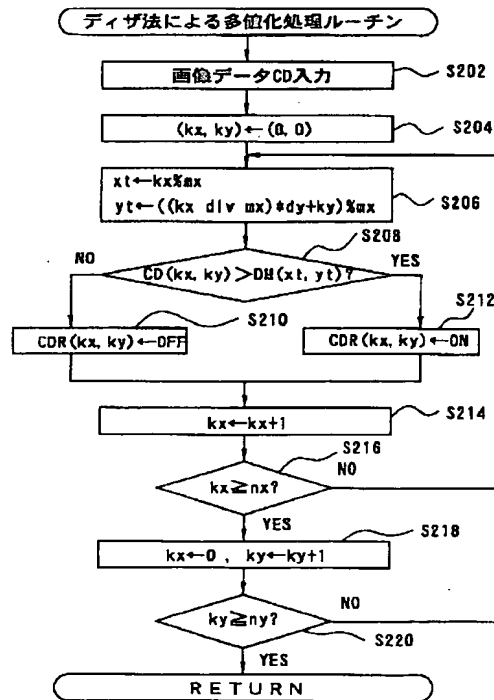 ディザ法による多値化処理ルーチン
画像データCD入力
S202
(kx, ky)←(0, 0)
S204
xt←kx%mx
yt←((kx div mx)*dy+ky)%mx
S206
S208
NO
CD(kx, ky)>DM(xt, yt)?
YES
S210
S212
CDR(kx, ky)←OFF
CDR(kx, ky)←ON
kx←kx+1
S214
S216
kx≧nx?
NO
YES
S218
kx←0 , ky←ky+1
ky≧ny?
NO
S220
YES
RETURN